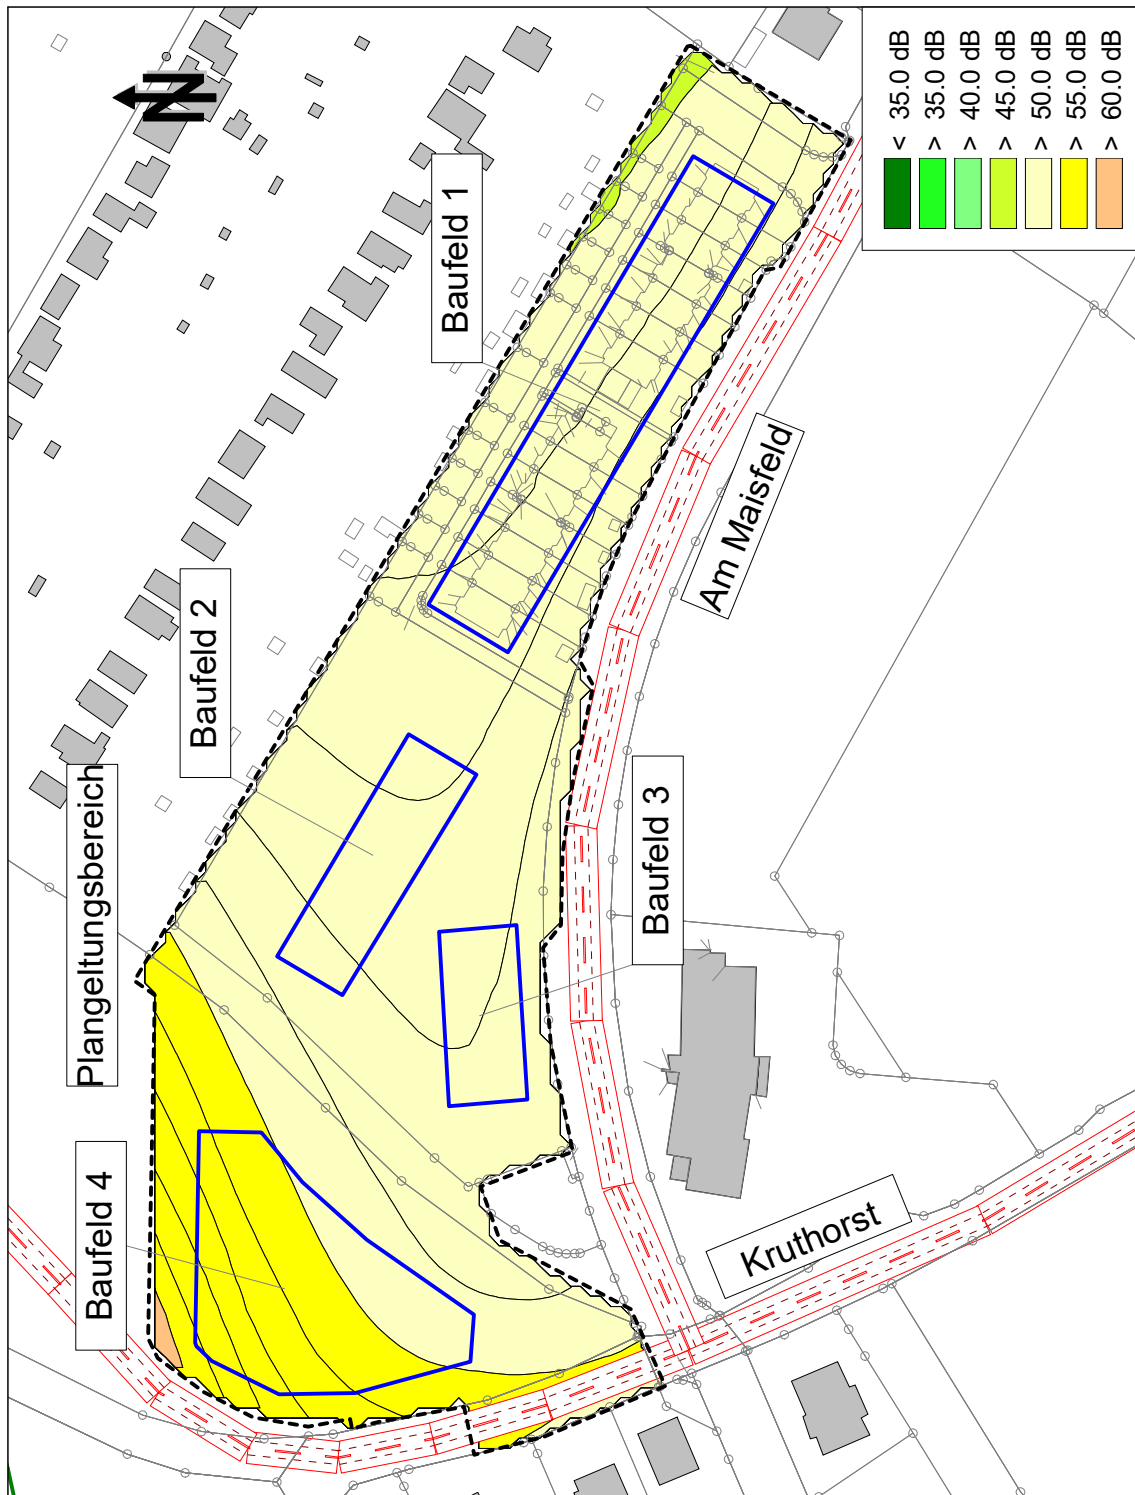 Plangeltungsbereich
Baufeld 4
Baufeld 2
Baufeld 1
Baufeld 3
Am Maisfeld
Kruthorst
N
< 35.0 dB
> 35.0 dB
> 40.0 dB
> 45.0 dB
> 50.0 dB
> 55.0 dB
> 60.0 dB